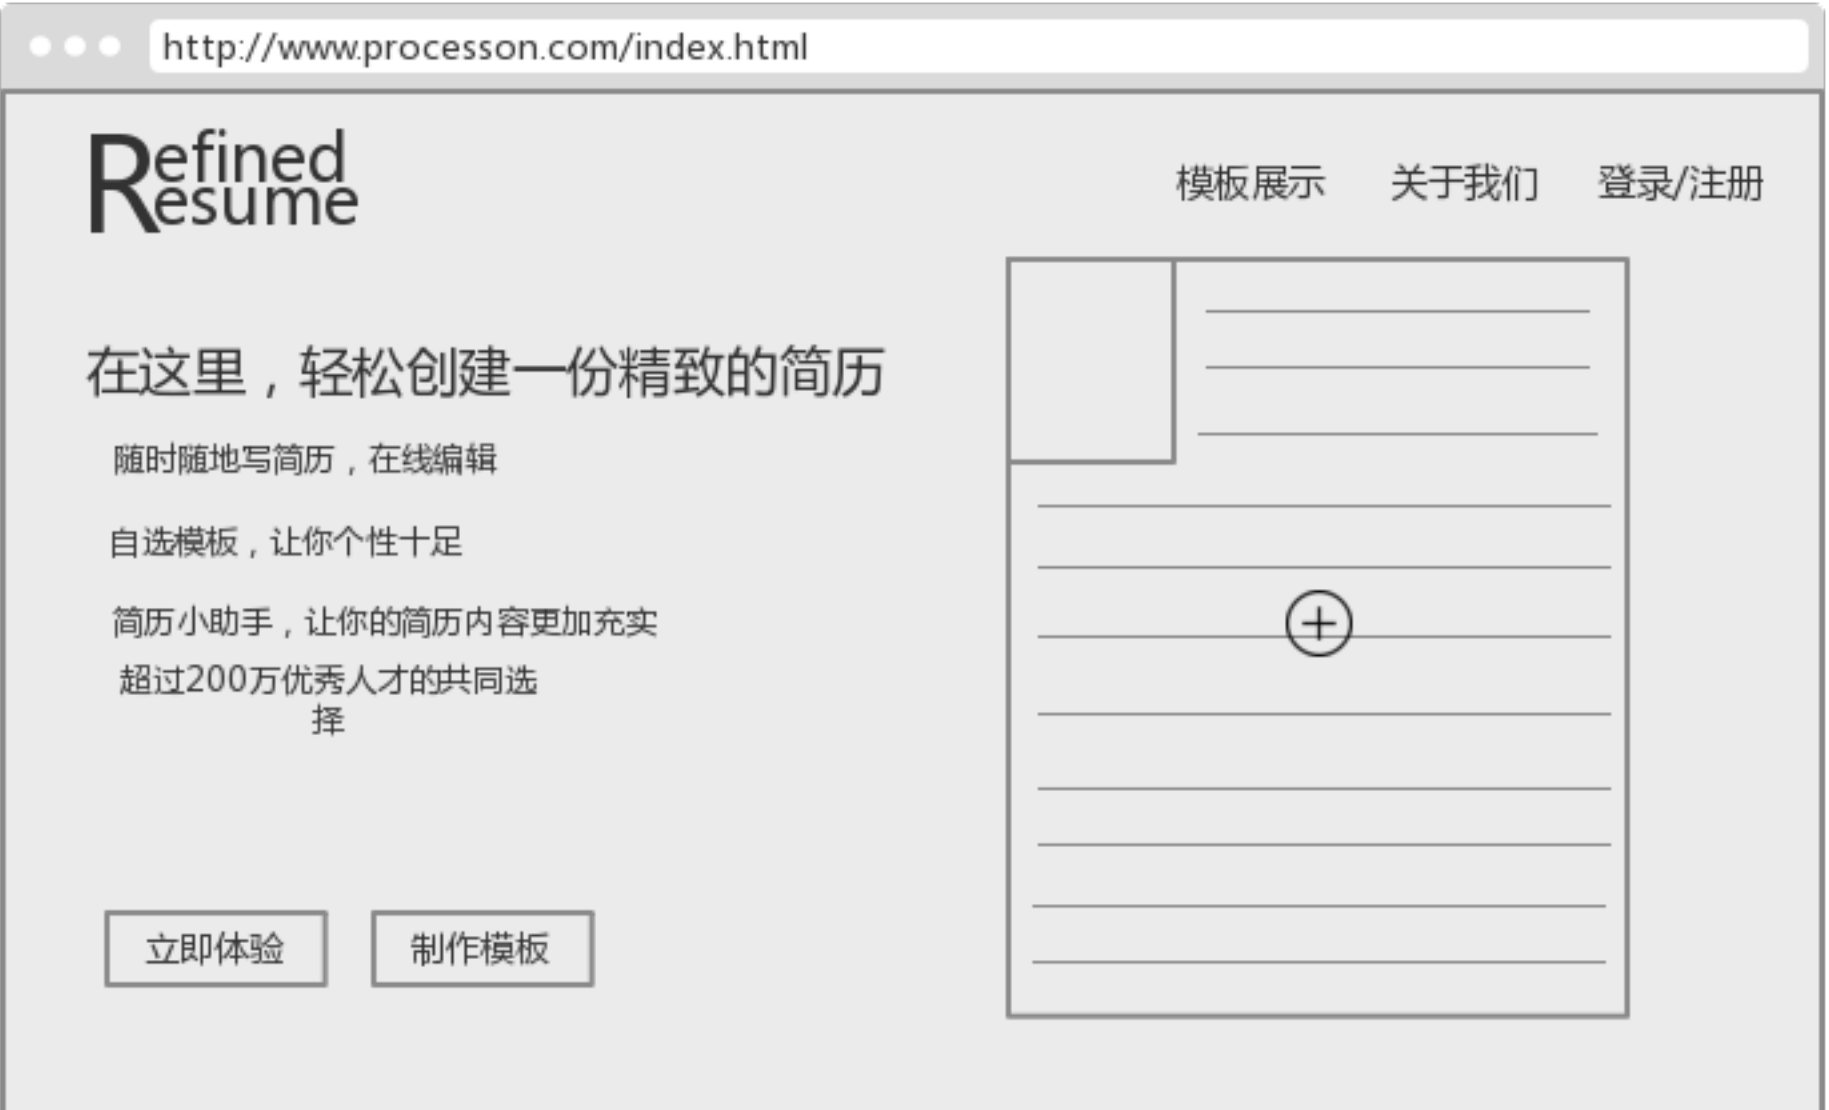 http://www.processon.com/index.html
Refined
Resume
模板展示 关于我们 登录/注册
在这里，轻松创建一份精致的简历
随时随地写简历，在线编辑
自选模板，让你个性十足
简历小助手，让你的简历内容更加充实
超过200万优秀人才的共同选
择
立即体验 制作模板